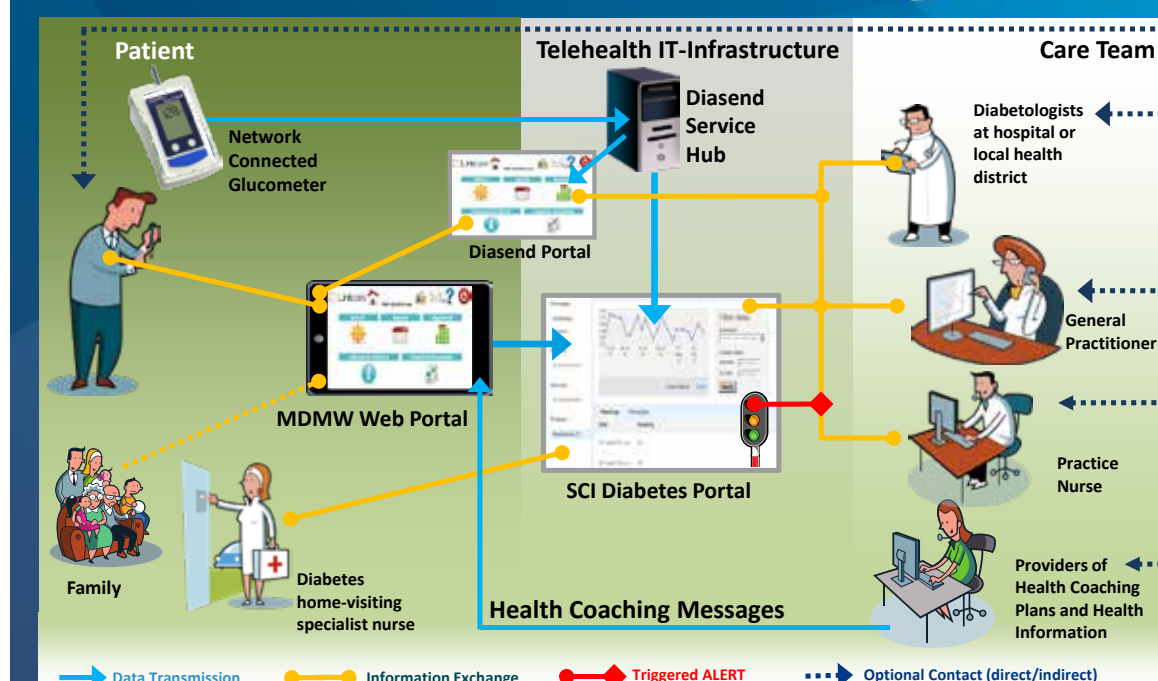 Patient
Telehealth IT-Infrastructure
Care Team
Network
Connected
Glucometer
Diasend
Service
Hub
Diabetologists
at hospital or
local health
district
Diasend Portal
General
Practitioner
MDMW Web Portal
SCI Diabetes Portal
Practice
Nurse
Family
Diabetes
home-visiting
specialist nurse
Health Coaching Messages
Providers of
Health Coaching
Plans and Health
Information
Data Transmission
Information Exchange
Triggered ALERT
Optional Contact (direct/indirect)